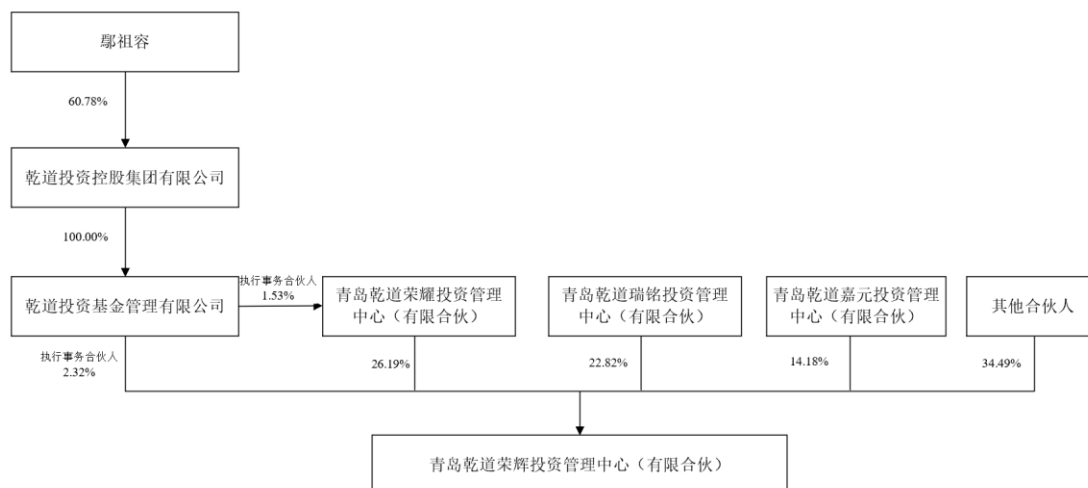 鄢祖容
60.78%
乾道投资控股集团有限公司
100.00%
乾道投资基金管理有限公司
执行事务合伙人
1.53%
青岛乾道荣耀投资管理
中心（有限合伙）
青岛乾道瑞铭投资管理
中心（有限合伙）
青岛乾道嘉元投资管理
中心（有限合伙）
其他合伙人
执行事务合伙人
2.32%
26.19%
22.82%
14.18%
34.49%
青岛乾道荣辉投资管理中心（有限合伙）